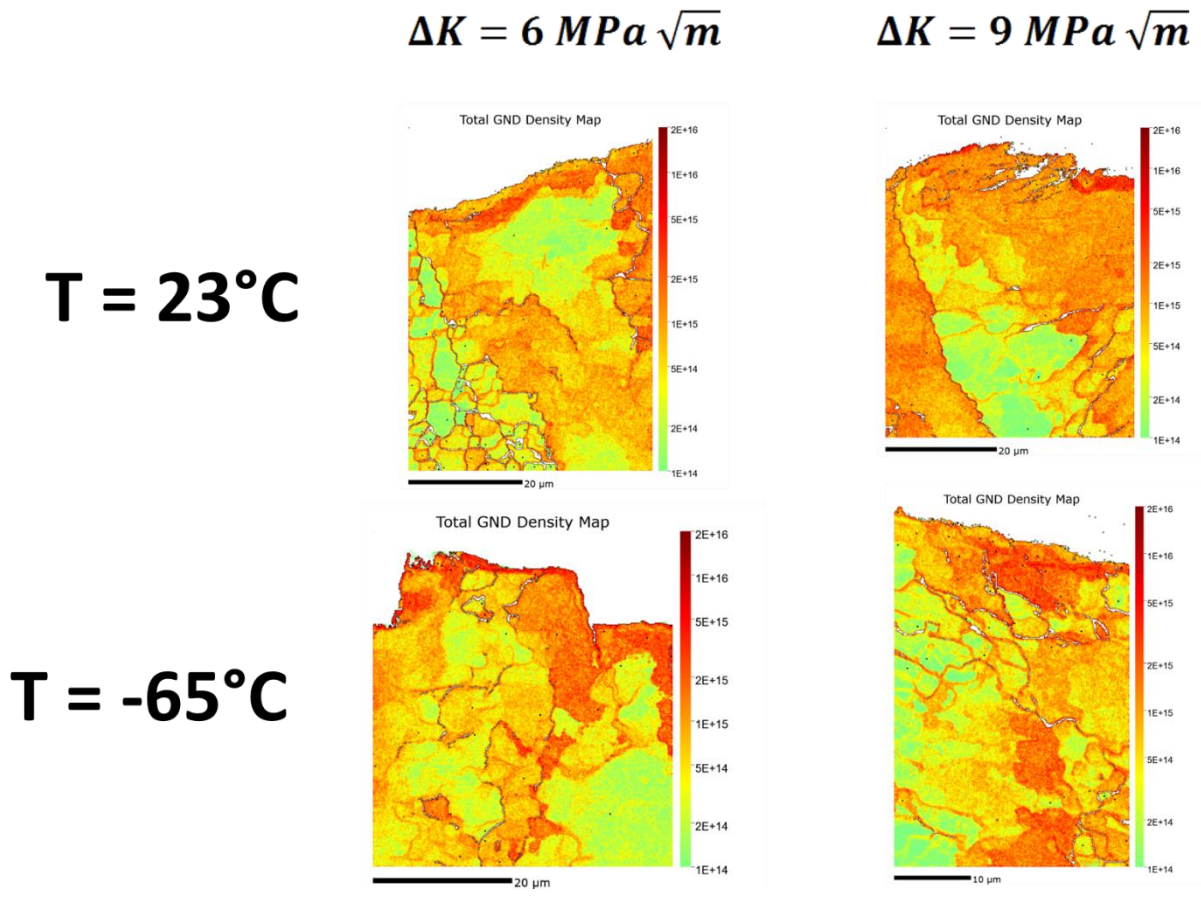 ΔK = 6 MPa √m
ΔK = 9 MPa √m
T = 23°C
Total GND Density Map
2E+16
1E+16
5E+15
2E+15
1E+15
5E+14
2E+14
1E+14
20 µm
Total GND Density Map
2E+16
1E+16
5E+15
2E+15
1E+15
5E+14
2E+14
1E+14
20 µm
T = -65°C
Total GND Density Map
2E+16
1E+16
5E+15
2E+15
1E+15
5E+14
2E+14
1E+14
20 µm
Total GND Density Map
2E+16
1E+16
5E+15
2E+15
1E+15
5E+14
2E+14
1E+14
10 µm